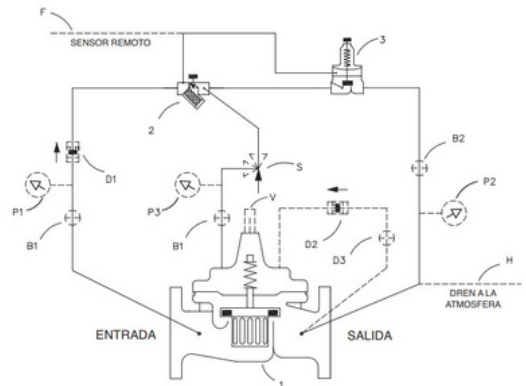 F
SENSOR REMOTO
3
2
D1
S
B2
P1
P3
V
P2
B1
B1
D2
D3
H
DREN A LA
ATMOSFERA
ENTRADA
SALIDA
1